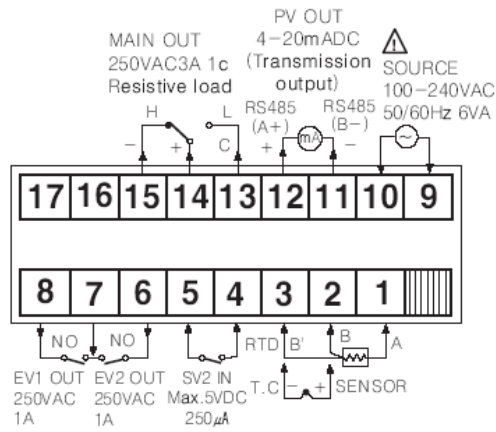 PV OUT
4-20mADC
(Transmission
output)
MAIN OUT
250VAC3A 1c
Resistive load
SOURCE
100-240VAC
50/60Hz 6VA
H L
RS485
(A+)
RS485
(B-)
- + C + mA - ~
17 16 15 14 13 12 11 10 9
8 7 6 5 4 3 2 1
NO NO
RTD B' B A
EV1 OUT
250VAC
1A
EV2 OUT
250VAC
1A
SV2 IN
Max.5VDC
250μA
T.C - + SENSOR